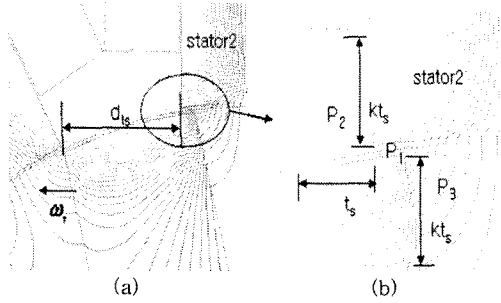 stator2
d_ts
ω_r
(a)
stator2
p_2
kt_s
p_1
p_3
t_s
kt_s
(b)